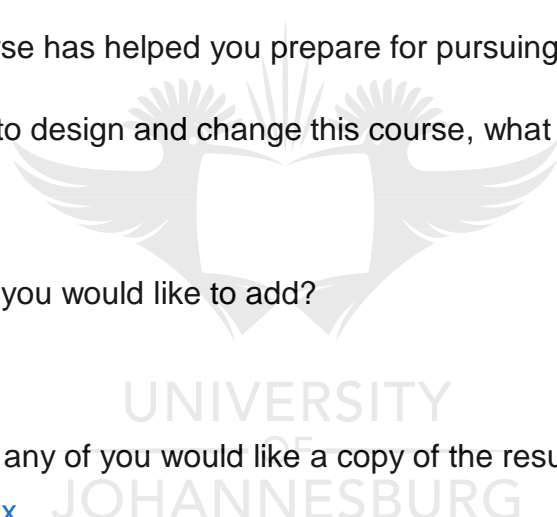 rse has helped you prepare for pursuing
to design and change this course, what
you would like to add?
UNIVERSITY
OF
any of you would like a copy of the resu
x
JOHANNESBURG